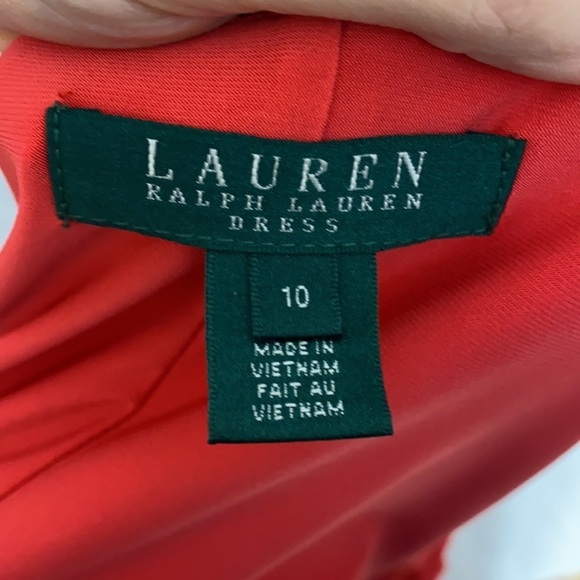 LAUREN
RALPH LAUREN
DRESS
10
MADE IN
VIETNAM
FAIT AU
VIETNAM